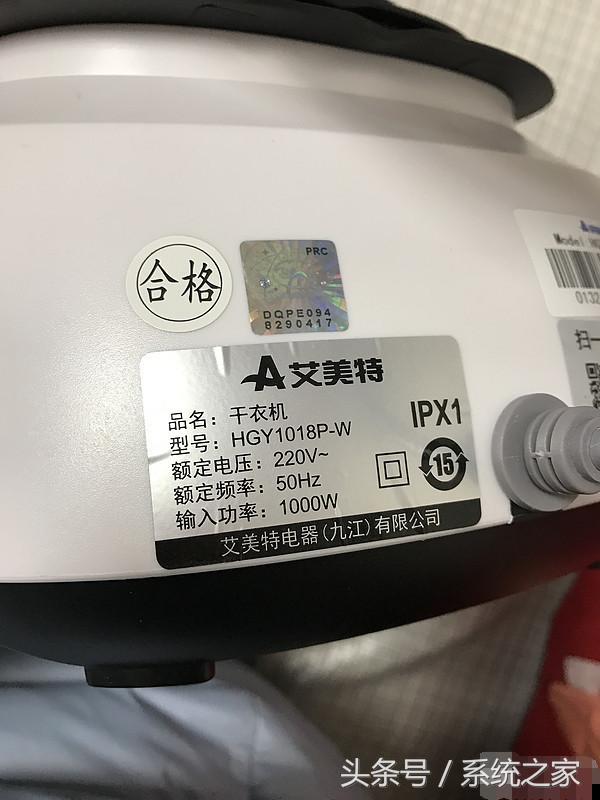 合格
PRC
DQPE094
8290417
Model
0132
扫一
艾美特
IPX1
品名：干衣机
型号：HGY1018P-W
额定电压：220V~
额定频率：50Hz
输入功率：1000W
15
艾美特电器(九江)有限公司
头条号 / 系统之家